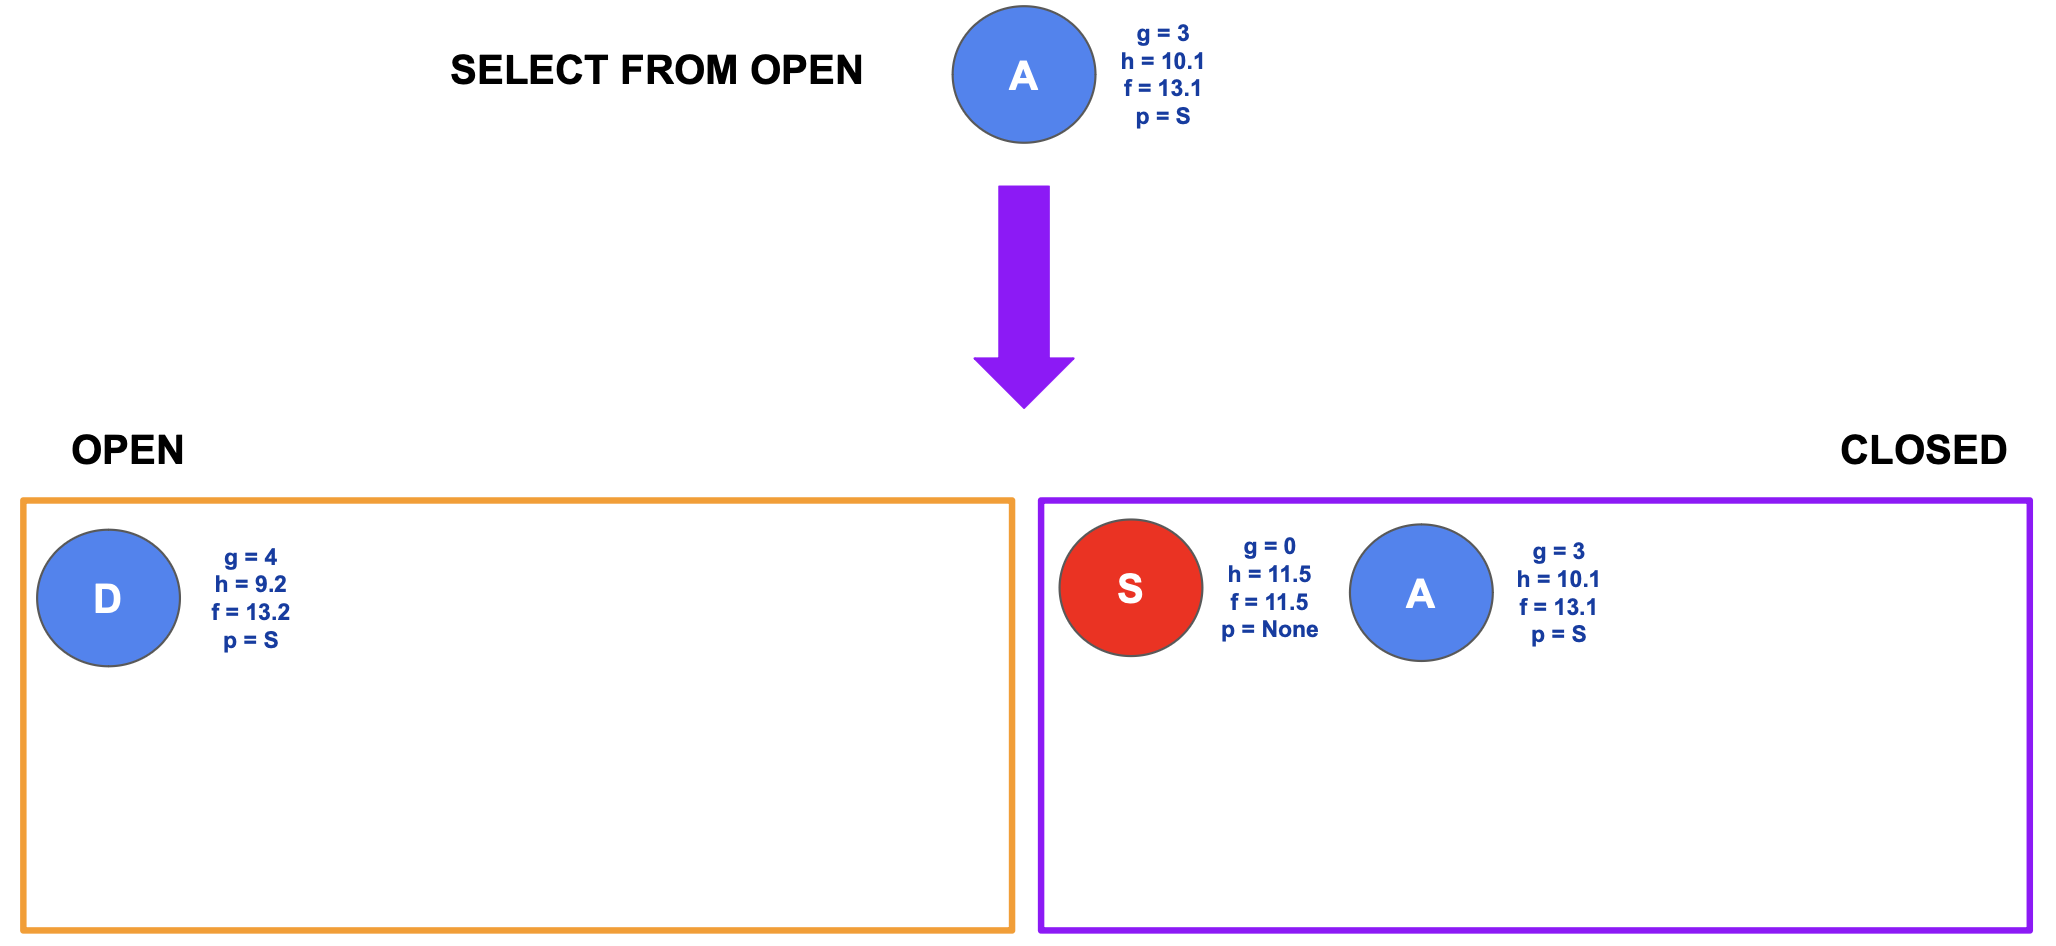 SELECT FROM OPEN
A
g = 3
h = 10.1
f = 13.1
p = S
OPEN
CLOSED
D
g = 4
h = 9.2
f = 13.2
p = S
S
g = 0
h = 11.5
f = 11.5
p = None
A
g = 3
h = 10.1
f = 13.1
p = S